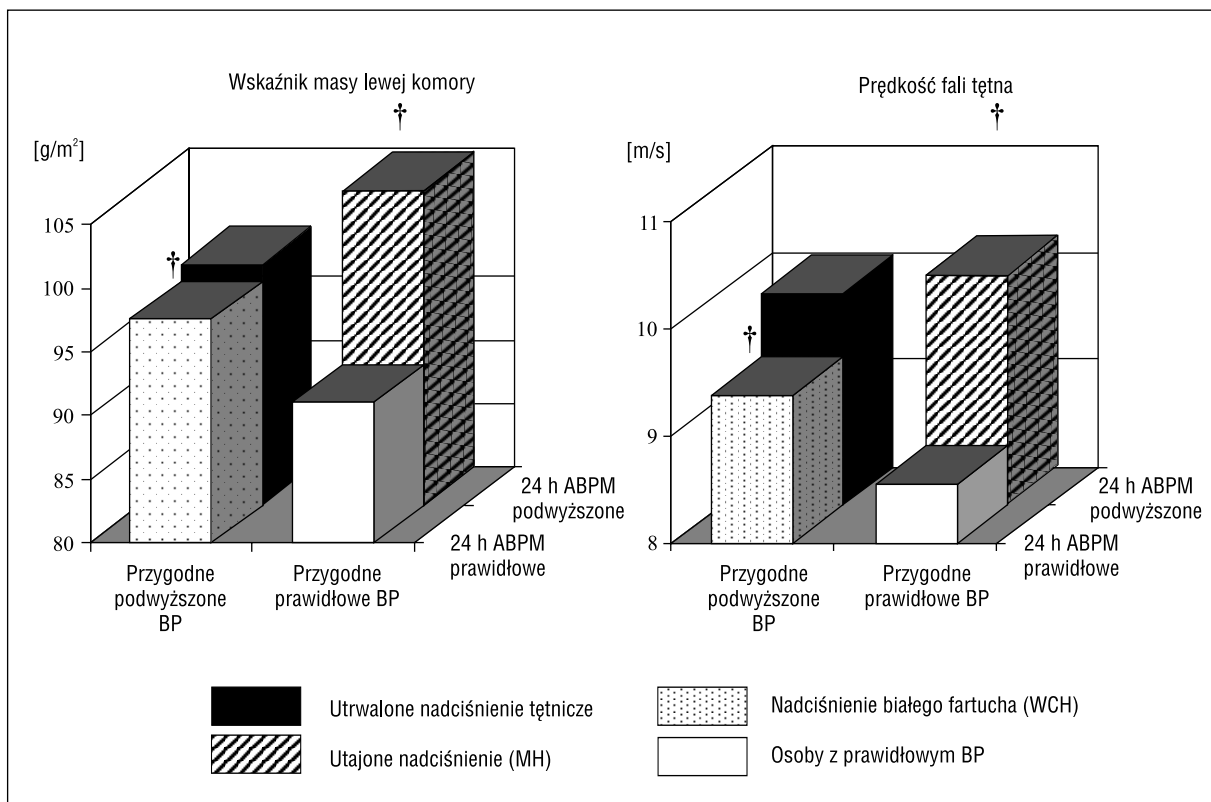 Wskaźnik masy lewej komory
†
[g/m²]
105
100
95
90
85
80
†
24 h ABPM
podwyższone
24 h ABPM
prawidłowe
Przygodne
podwyższone
BP
Przygodne
prawidłowe BP
Prędkość fali tętna
†
[m/s]
11
10
9
8
†
24 h ABPM
podwyższone
24 h ABPM
prawidłowe
Przygodne
podwyższone
BP
Przygodne
prawidłowe BP
Utrwalone nadciśnienie tętnicze
Utajone nadciśnienie (MH)
Nadciśnienie białego fartucha (WCH)
Osoby z prawidłowym BP